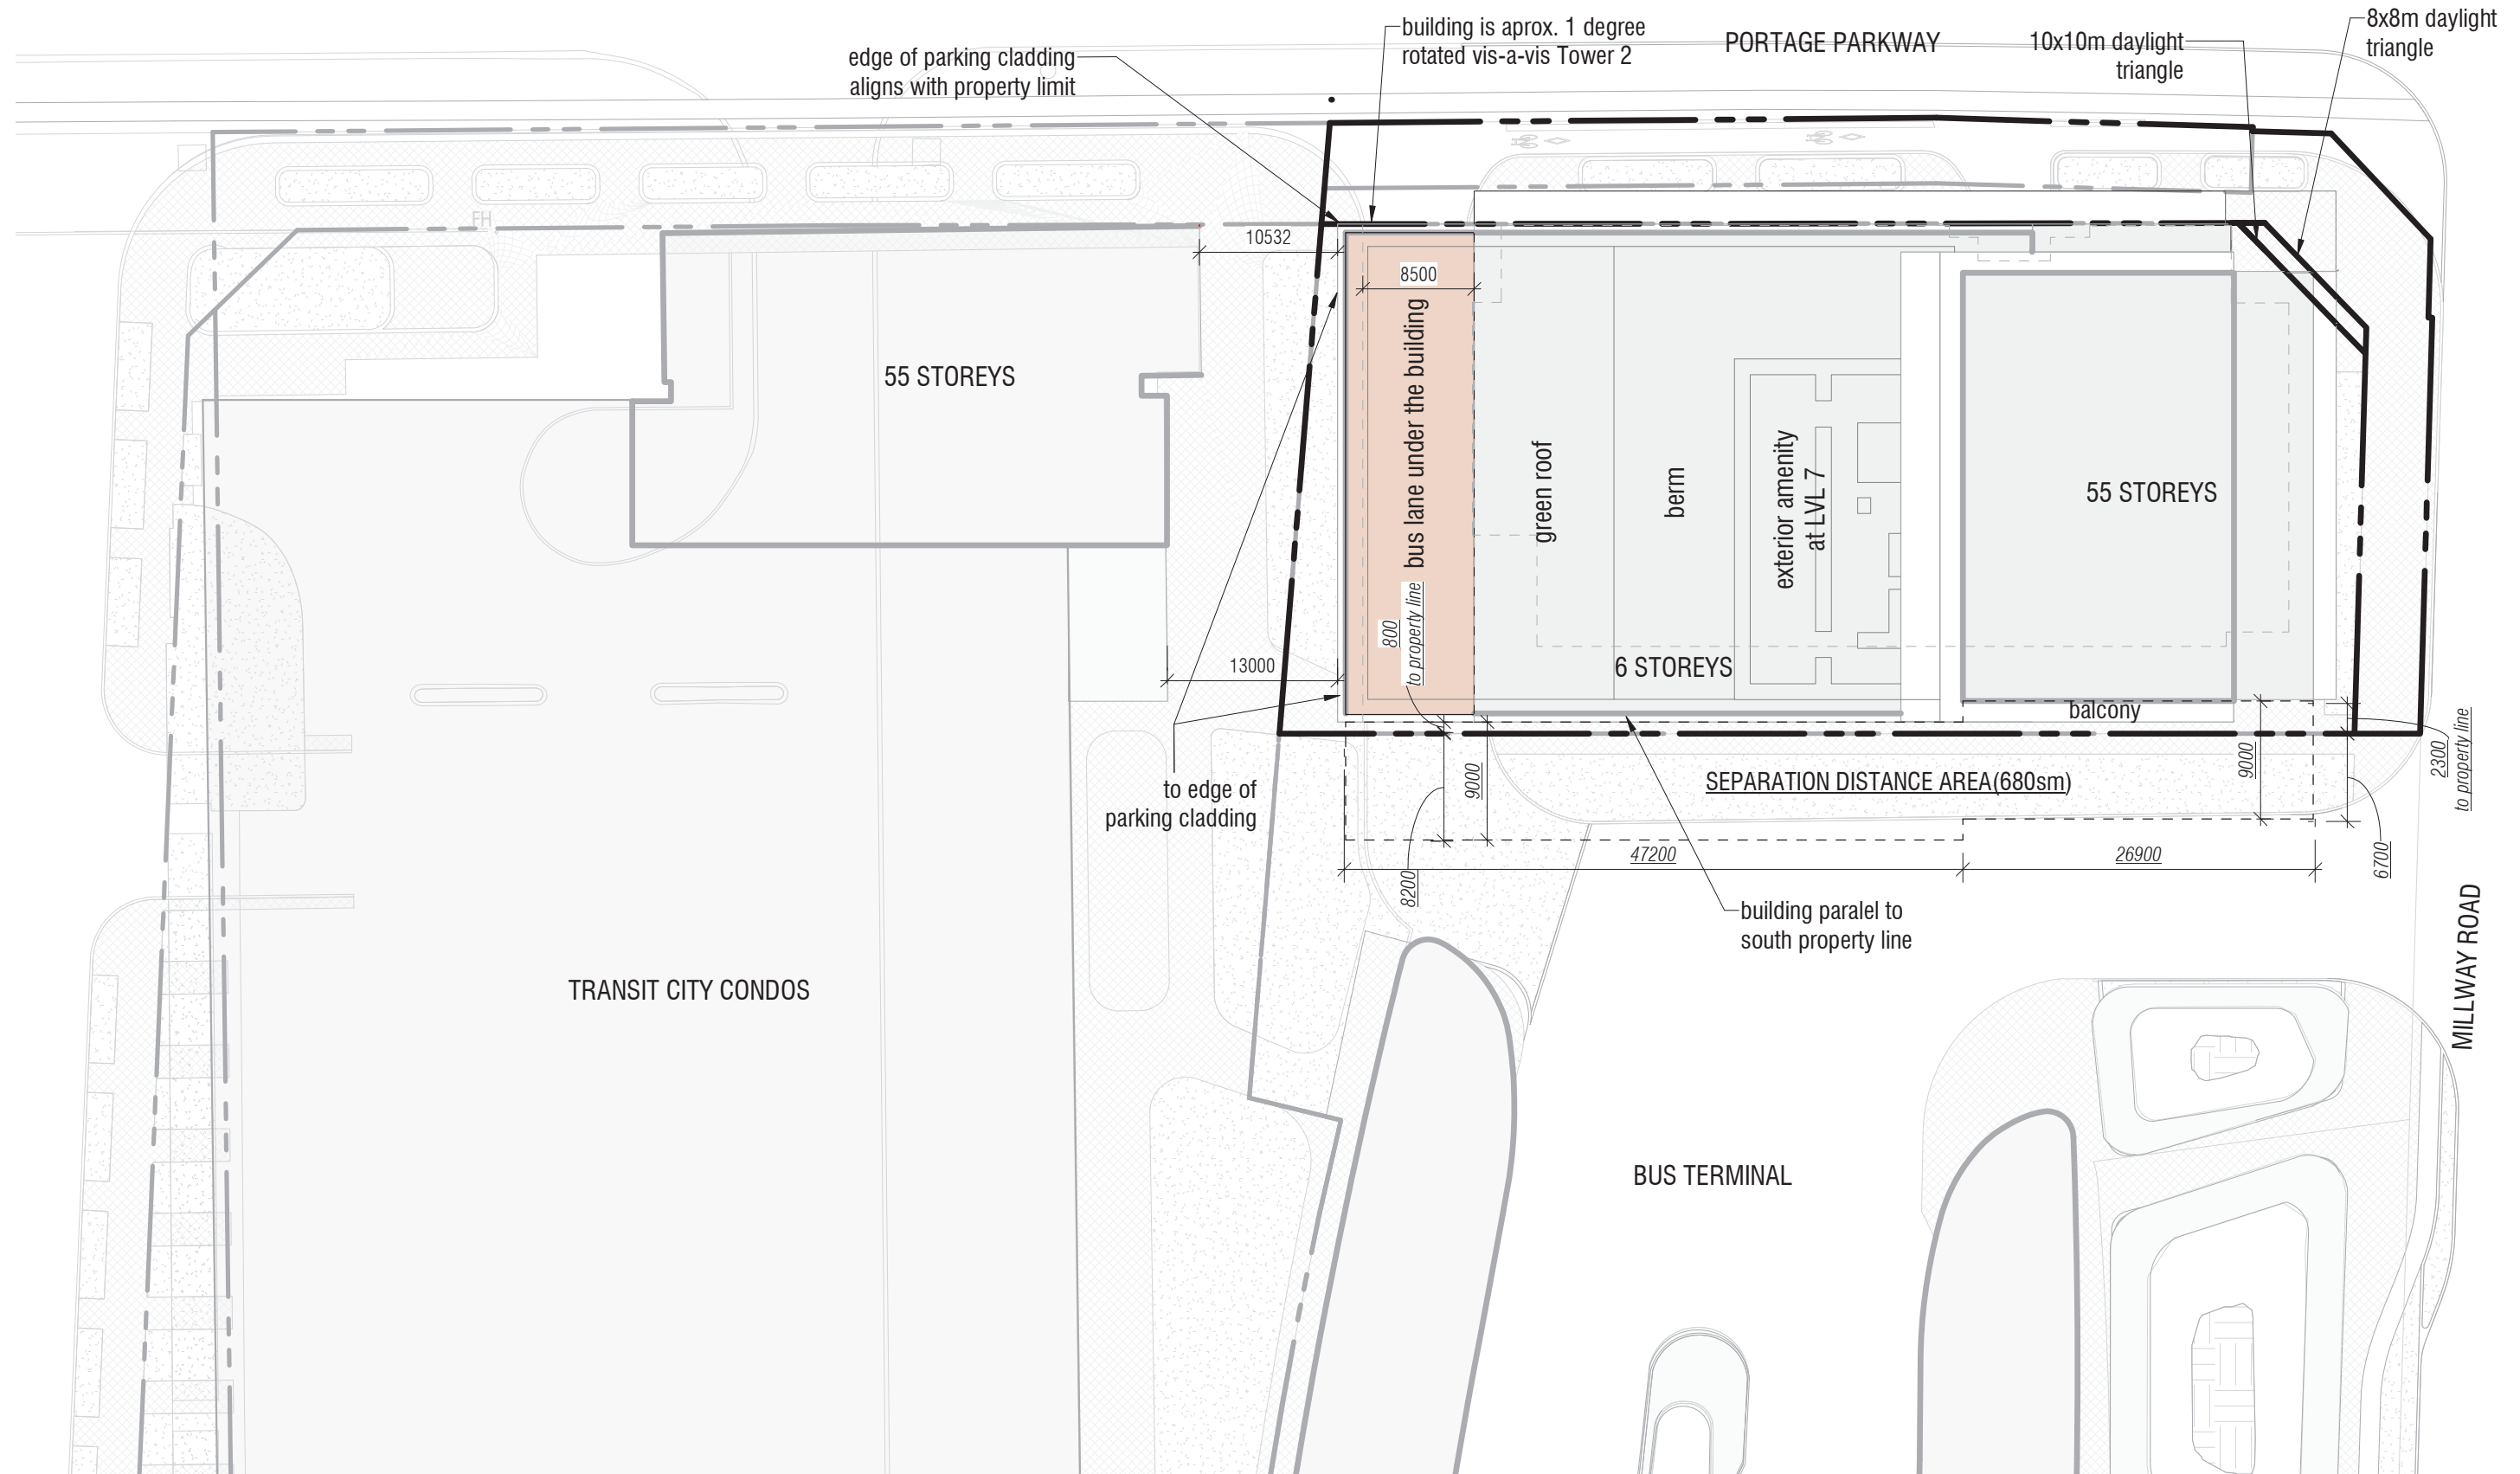 8x8m daylight
triangle
building is aprox. 1 degree
rotated vis-a-vis Tower 2
PORTAGE PARKWAY
10x10m daylight
triangle
edge of parking cladding
aligns with property limit
FH
10532
8500
55 STOREYS
bus lane under the building
green roof
berm
exterior amenity
at LVL 7
55 STOREYS
800
to property line
13000
6 STOREYS
balcony
to edge of
parking cladding
9000
SEPARATION DISTANCE AREA(680sm)
9000
2300
to property line
8200
47200
26900
6700
building paralel to
south property line
MILLWAY ROAD
TRANSIT CITY CONDOS
BUS TERMINAL